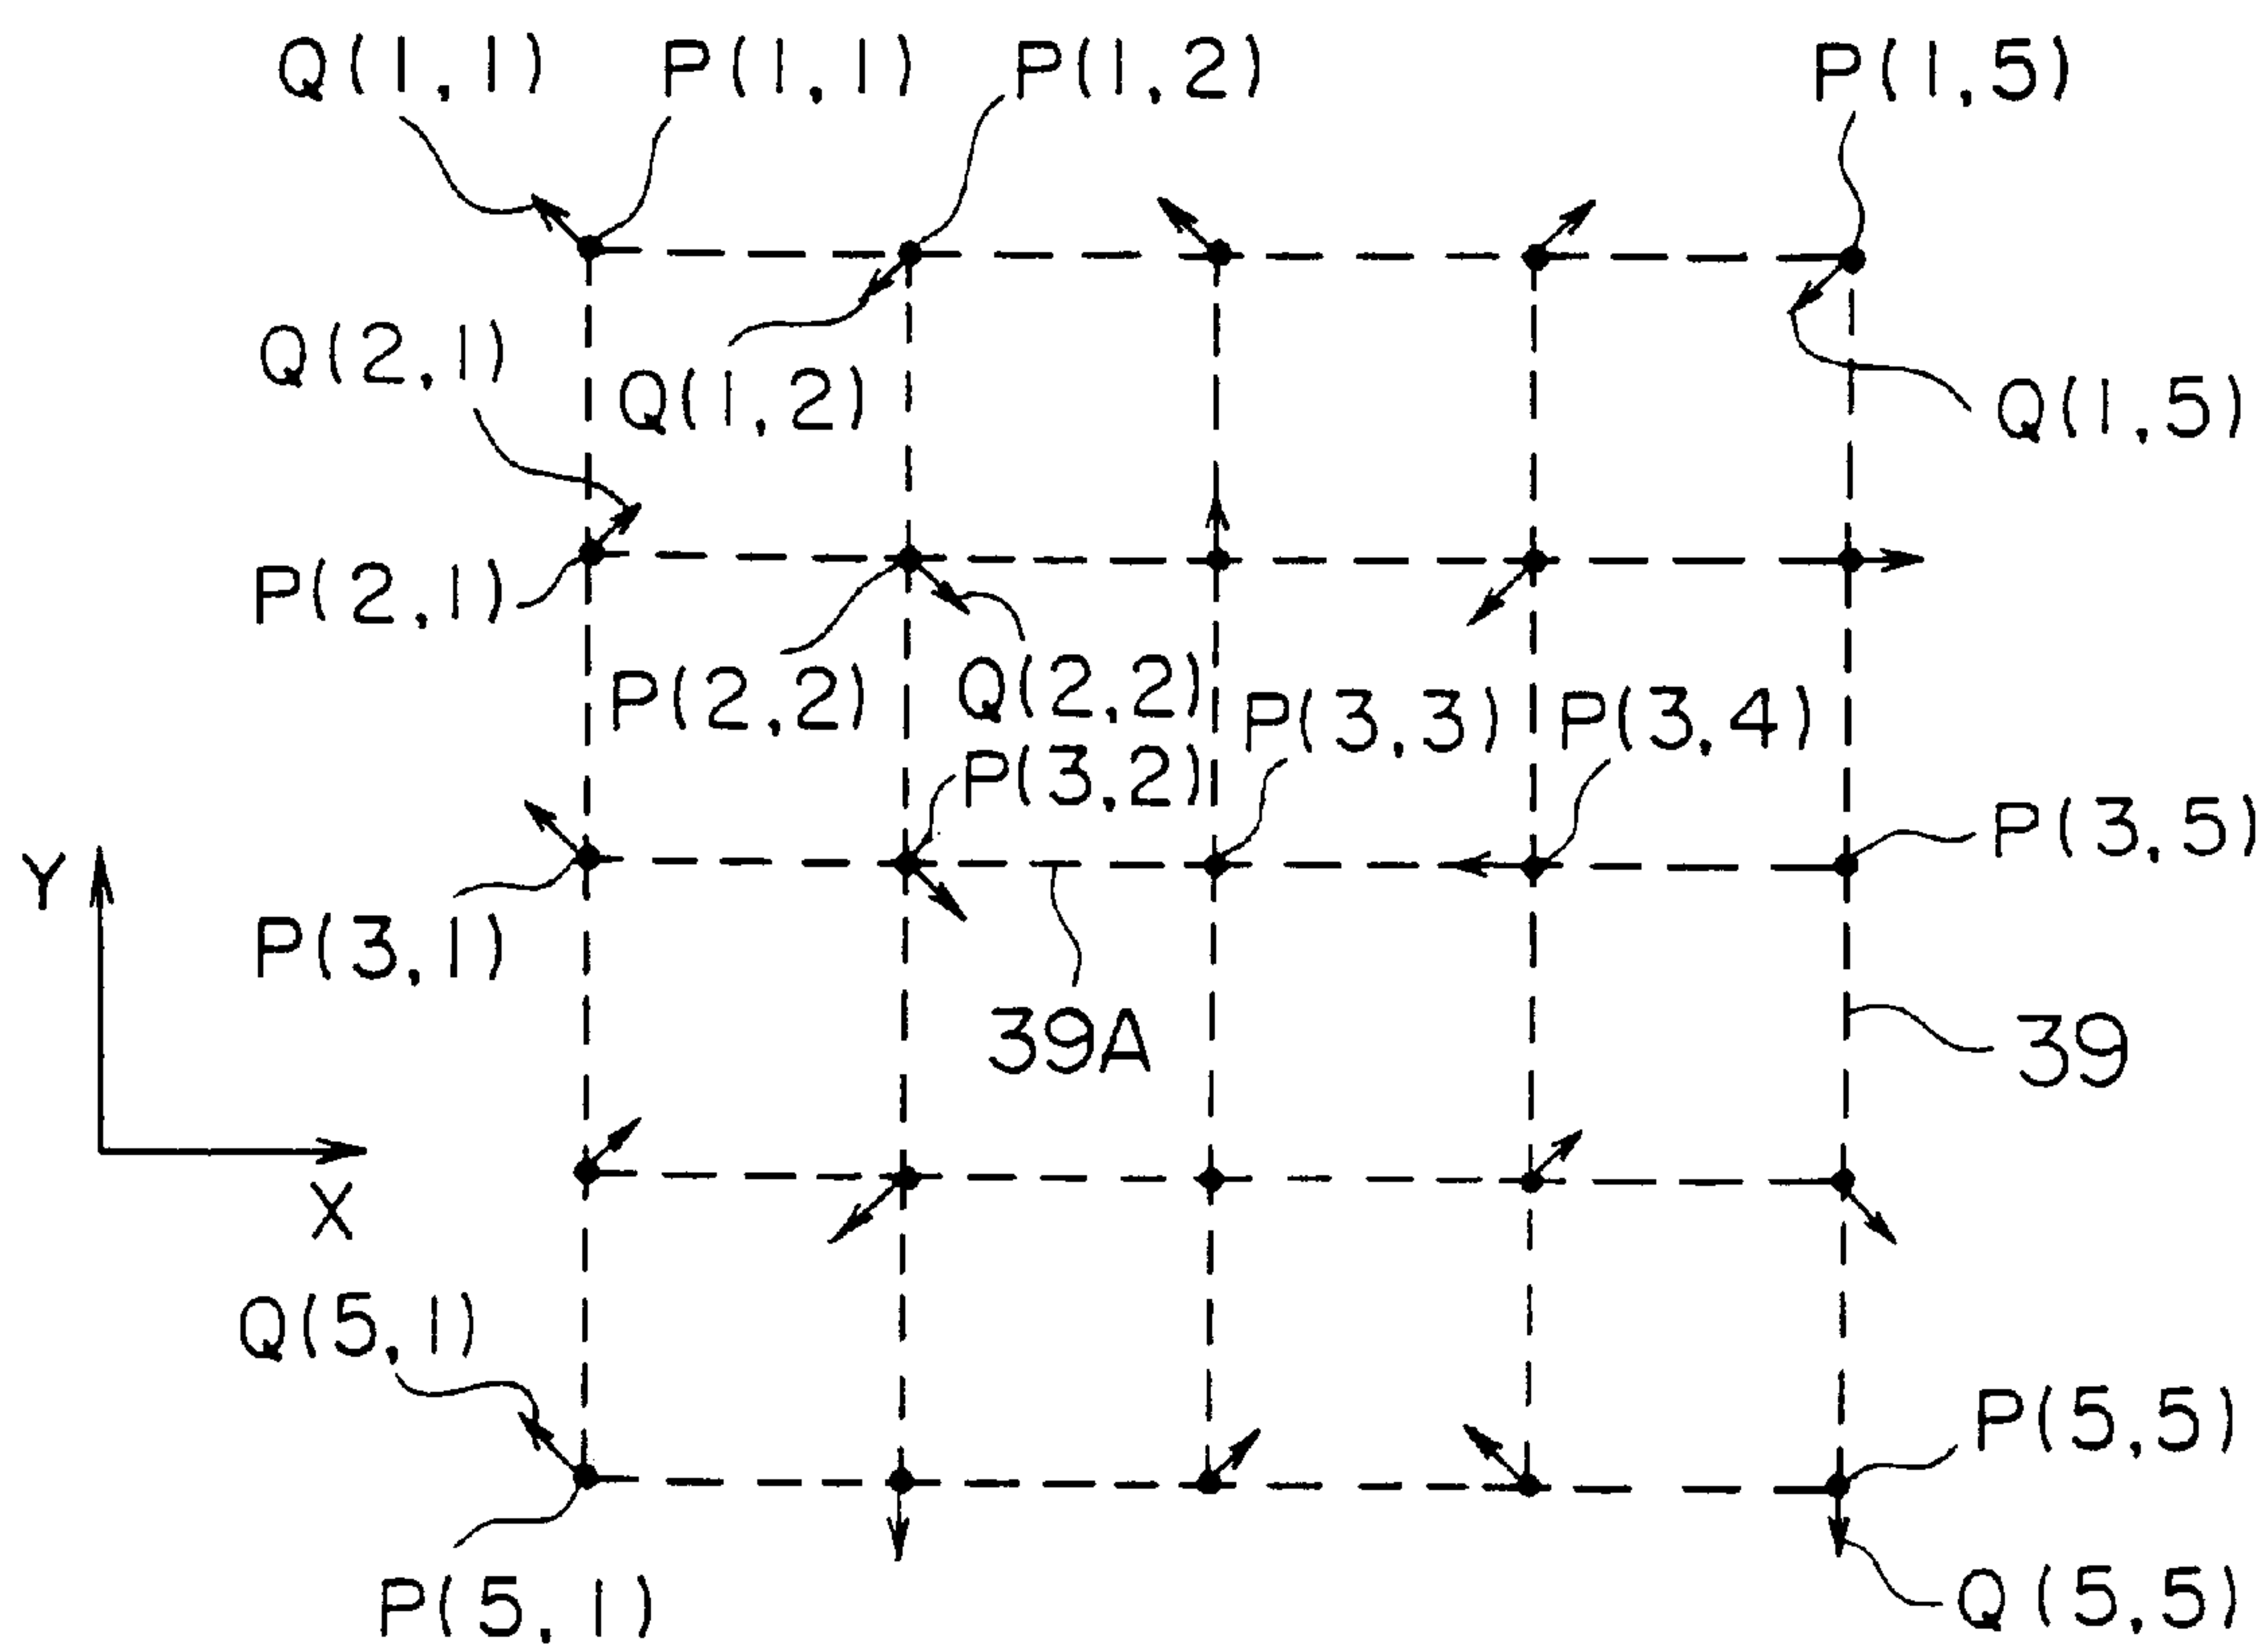 Q(1,1) P(1,1) P(1,2) P(1,5)
Q(2,1) Q(1,2) Q(1,5)
P(2,1)
P(2,2) Q(2,2) P(3,3) P(3,4)
P(3,2) P(3,5)
Y
P(3,1)
39A 39
X
Q(5,1)
P(5,5)
P(5,1) Q(5,5)